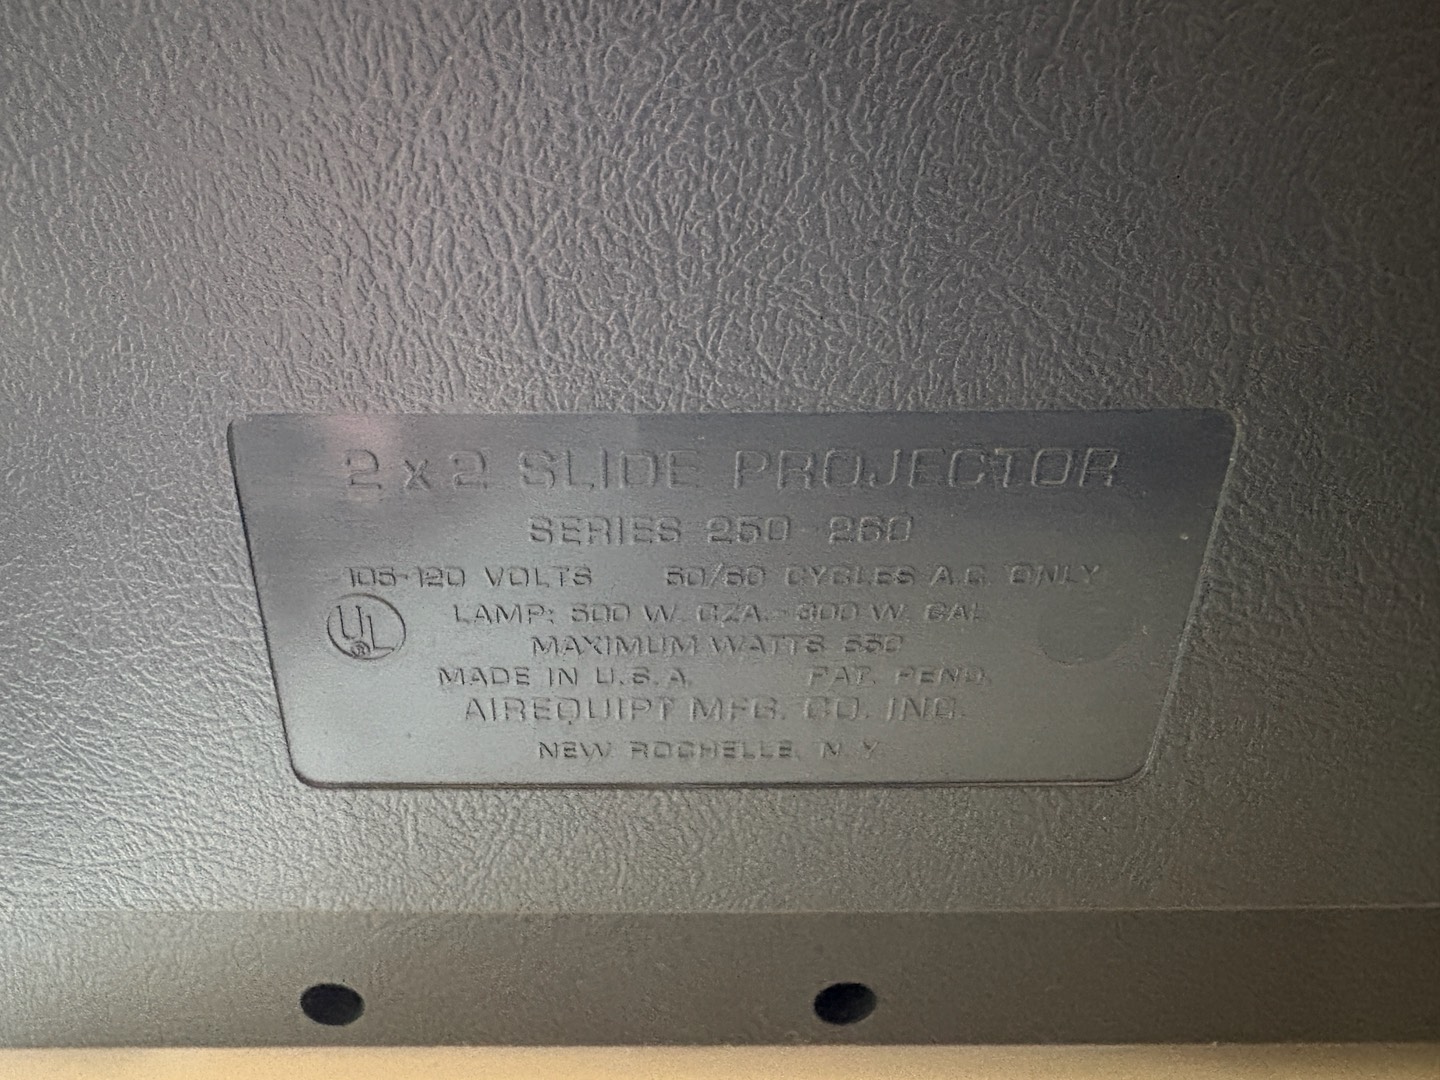 2 x 2 SLIDE PROJECTOR
SERIES 250-260
105-120 VOLTS 50/60 CYCLES A.C. ONLY
LAMP: 500 W. CZA.-300 W. CAL
UL
®
MAXIMUM WATTS 550
MADE IN U.S.A. PAT. PEND.
AIREQUIPT MFG. CO. INC.
NEW ROCHELLE, N.Y.